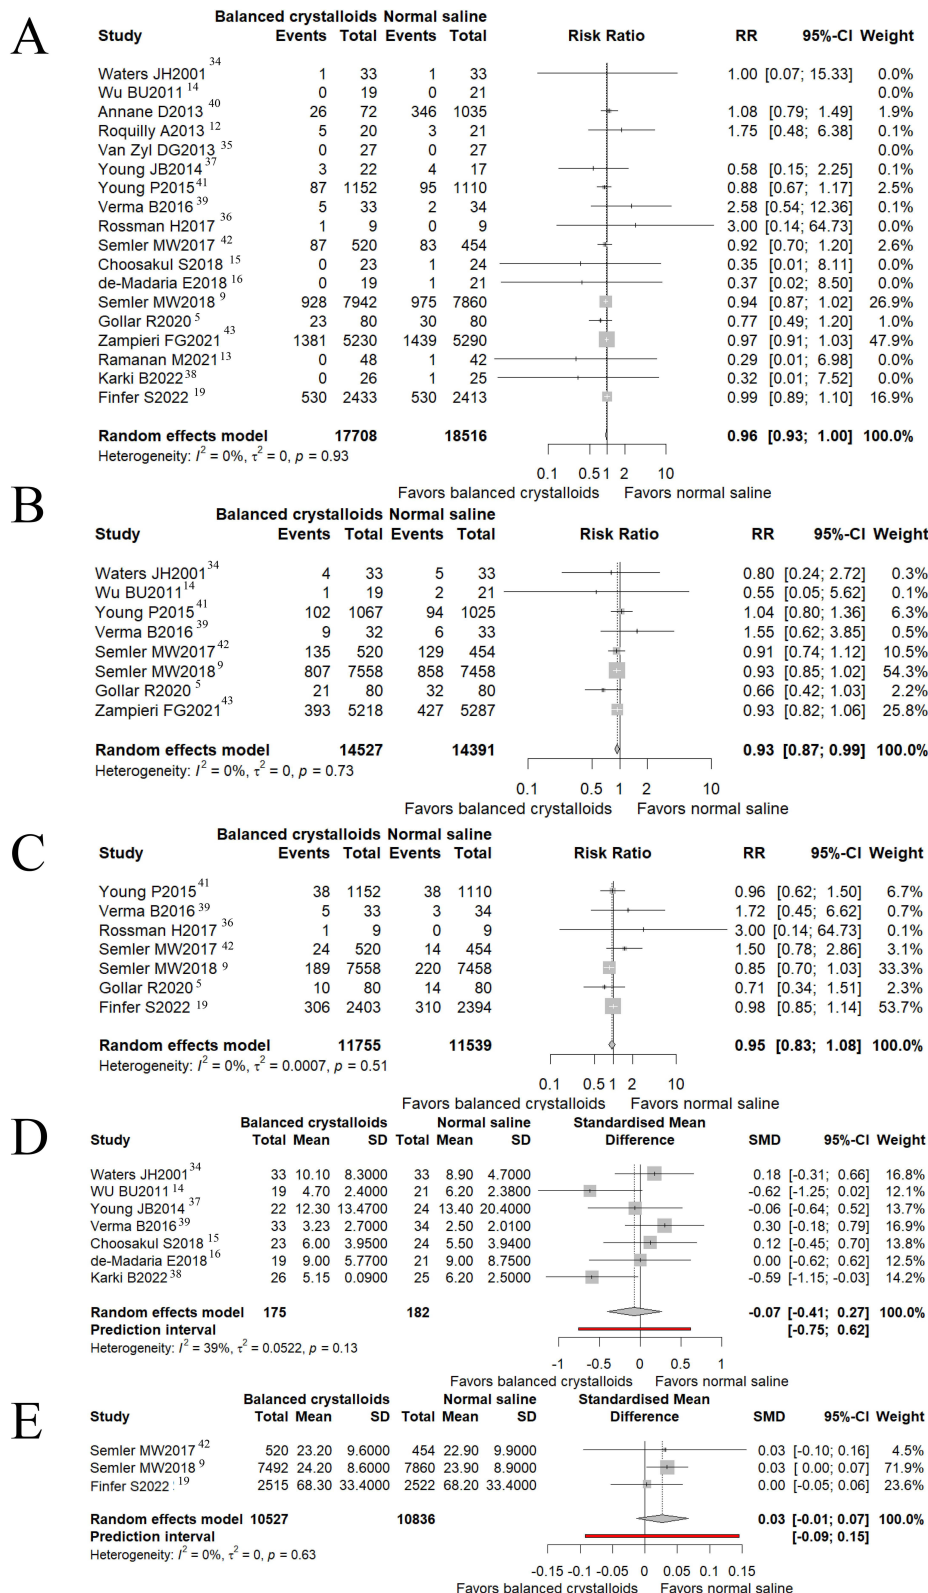 A
Balanced crystalloids Normal saline
Study Events Total Events Total Risk Ratio RR 95%-CI Weight
Waters JH2001 34 1 33 1 33 1.00 [0.07; 15.33] 0.0%
Wu BU2011 14 0 19 0 21 0.0%
Annane D2013 40 26 72 346 1035 1.08 [0.79; 1.49] 1.9%
Roquilly A2013 12 5 20 3 21 1.75 [0.48; 6.38] 0.1%
Van Zyl DG2013 35 0 27 0 27 0.0%
Young JB2014 37 3 22 4 17 0.58 [0.15; 2.25] 0.1%
Young P2015 41 87 1152 95 1110 0.88 [0.67; 1.17] 2.5%
Verma B2016 39 5 33 2 34 2.58 [0.54; 12.36] 0.1%
Rossman H2017 36 1 9 0 9 3.00 [0.14; 64.73] 0.0%
Semler MW2017 42 87 520 83 454 0.92 [0.70; 1.20] 2.6%
Choosakul S2018 15 0 23 1 24 0.35 [0.01; 8.11] 0.0%
de-Madaria E2018 16 0 19 1 21 0.37 [0.02; 8.50] 0.0%
Semler MW2018 9 928 7942 975 7860 0.94 [0.87; 1.02] 26.9%
Gollar R2020 5 23 80 30 80 0.77 [0.49; 1.20] 1.0%
Zampieri FG2021 43 1381 5230 1439 5290 0.97 [0.91; 1.03] 47.9%
Ramanan M2021 13 0 48 1 42 0.29 [0.01; 6.98] 0.0%
Karki B2022 38 0 26 1 25 0.32 [0.01; 7.52] 0.0%
Finfer S2022 19 530 2433 530 2413 0.99 [0.89; 1.10] 16.9%
Random effects model 17708 18516 0.96 [0.93; 1.00] 100.0%
Heterogeneity: I² = 0%, τ² = 0, p = 0.93
0.1 0.5 1 2 10
Favors balanced crystalloids Favors normal saline
B
Balanced crystalloids Normal saline
Study Events Total Events Total Risk Ratio RR 95%-CI Weight
Waters JH2001 34 4 33 5 33 0.80 [0.24; 2.72] 0.3%
Wu BU2011 14 1 19 2 21 0.55 [0.05; 5.62] 0.1%
Young P2015 41 102 1067 94 1025 1.04 [0.80; 1.36] 6.3%
Verma B2016 39 9 32 6 33 1.55 [0.62; 3.85] 0.5%
Semler MW2017 42 135 520 129 454 0.91 [0.74; 1.12] 10.5%
Semler MW2018 9 807 7558 858 7458 0.93 [0.85; 1.02] 54.3%
Gollar R2020 5 21 80 32 80 0.66 [0.42; 1.03] 2.2%
Zampieri FG2021 43 393 5218 427 5287 0.93 [0.82; 1.06] 25.8%
Random effects model 14527 14391 0.93 [0.87; 0.99] 100.0%
Heterogeneity: I² = 0%, τ² = 0, p = 0.73
0.1 0.5 1 2 10
Favors balanced crystalloids Favors normal saline
C
Balanced crystalloids Normal saline
Study Events Total Events Total Risk Ratio RR 95%-CI Weight
Young P2015 41 38 1152 38 1110 0.96 [0.62; 1.50] 6.7%
Verma B2016 39 5 33 3 34 1.72 [0.45; 6.62] 0.7%
Rossman H2017 36 1 9 0 9 3.00 [0.14; 64.73] 0.1%
Semler MW2017 42 24 520 14 454 1.50 [0.78; 2.86] 3.1%
Semler MW2018 9 189 7558 220 7458 0.85 [0.70; 1.03] 33.3%
Gollar R2020 5 10 80 14 80 0.71 [0.34; 1.51] 2.3%
Finfer S2022 19 306 2403 310 2394 0.98 [0.85; 1.14] 53.7%
Random effects model 11755 11539 0.95 [0.83; 1.08] 100.0%
Heterogeneity: I² = 0%, τ² = 0.0007, p = 0.51
0.1 0.5 1 2 10
Favors balanced crystalloids Favors normal saline
D
Balanced crystalloids Normal saline Standardised Mean
Study Total Mean SD Total Mean SD Difference SMD 95%-CI Weight
Waters JH2001 34 33 10.10 8.3000 33 8.90 4.7000 0.18 [-0.31; 0.66] 16.8%
WU BU2011 14 19 4.70 2.4000 21 6.20 2.3800 -0.62 [-1.25; 0.02] 12.1%
Young JB2014 37 22 12.30 13.4700 24 13.40 20.4000 -0.06 [-0.64; 0.52] 13.7%
Verma B2016 39 33 3.23 2.7000 34 2.50 2.0100 0.30 [-0.18; 0.79] 16.9%
Choosakul S2018 15 23 6.00 3.9500 24 5.50 3.9400 0.12 [-0.45; 0.70] 13.8%
de-Madaria E2018 16 19 9.00 5.7700 21 9.00 8.7500 0.00 [-0.62; 0.62] 12.5%
Karki B2022 38 26 5.15 0.0900 25 6.20 2.5000 -0.59 [-1.15; -0.03] 14.2%
Random effects model 175 182 -0.07 [-0.41; 0.27] 100.0%
Prediction interval [-0.75; 0.62]
Heterogeneity: I² = 39%, τ² = 0.0522, p = 0.13
-1 -0.5 0 0.5 1
Favors balanced crystalloids Favors normal saline
E
Balanced crystalloids Normal saline Standardised Mean
Study Total Mean SD Total Mean SD Difference SMD 95%-CI Weight
Semler MW2017 42 520 23.20 9.6000 454 22.90 9.9000 0.03 [-0.10; 0.16] 4.5%
Semler MW2018 9 7492 24.20 8.6000 7860 23.90 8.9000 0.03 [ 0.00; 0.07] 71.9%
Finfer S2022 19 2515 68.30 33.4000 2522 68.20 33.4000 0.00 [-0.05; 0.06] 23.6%
Random effects model 10527 10836 0.03 [-0.01; 0.07] 100.0%
Prediction interval [-0.09; 0.15]
Heterogeneity: I² = 0%, τ² = 0, p = 0.63
-0.15 -0.1 -0.05 0 0.05 0.1 0.15
Favors balanced crystalloids Favors normal saline